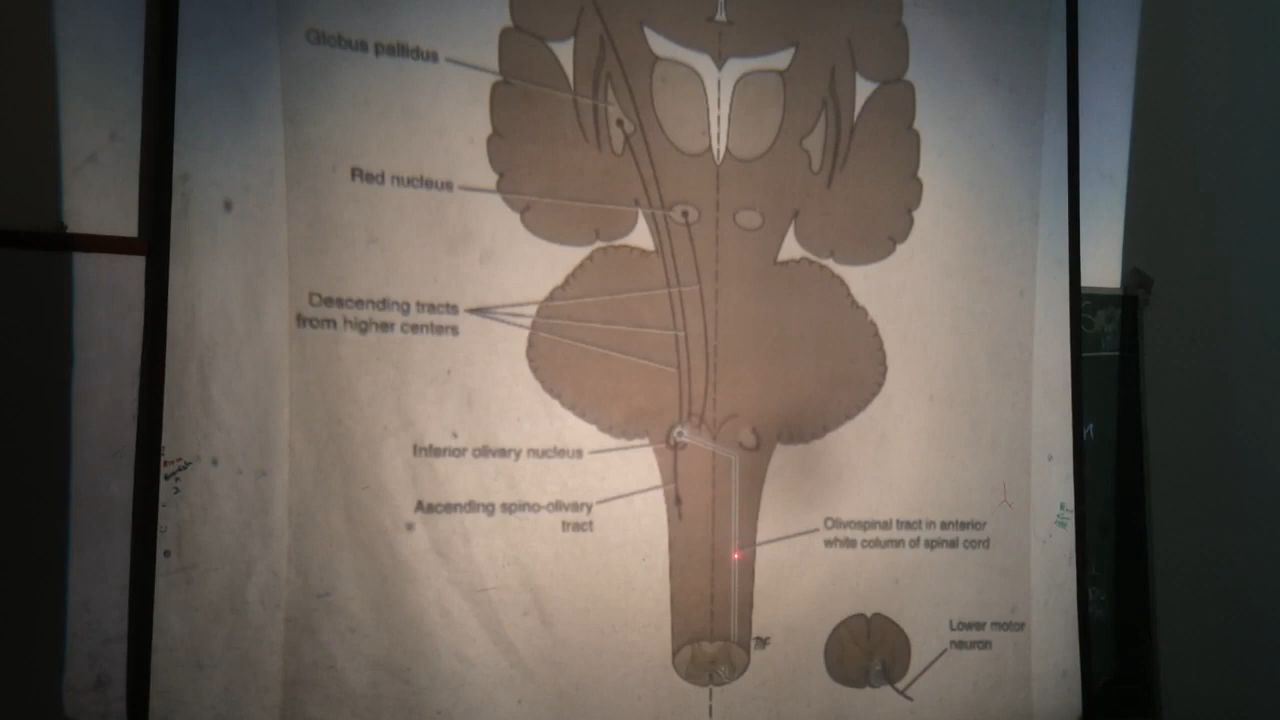 Globus pallidus
Red nucleus
Descending tracts
from higher centers
Inferior olivary nucleus
Ascending spino-olivary
tract
Olivospinal tract in anterior
white column of spinal cord
Lower motor
neuron